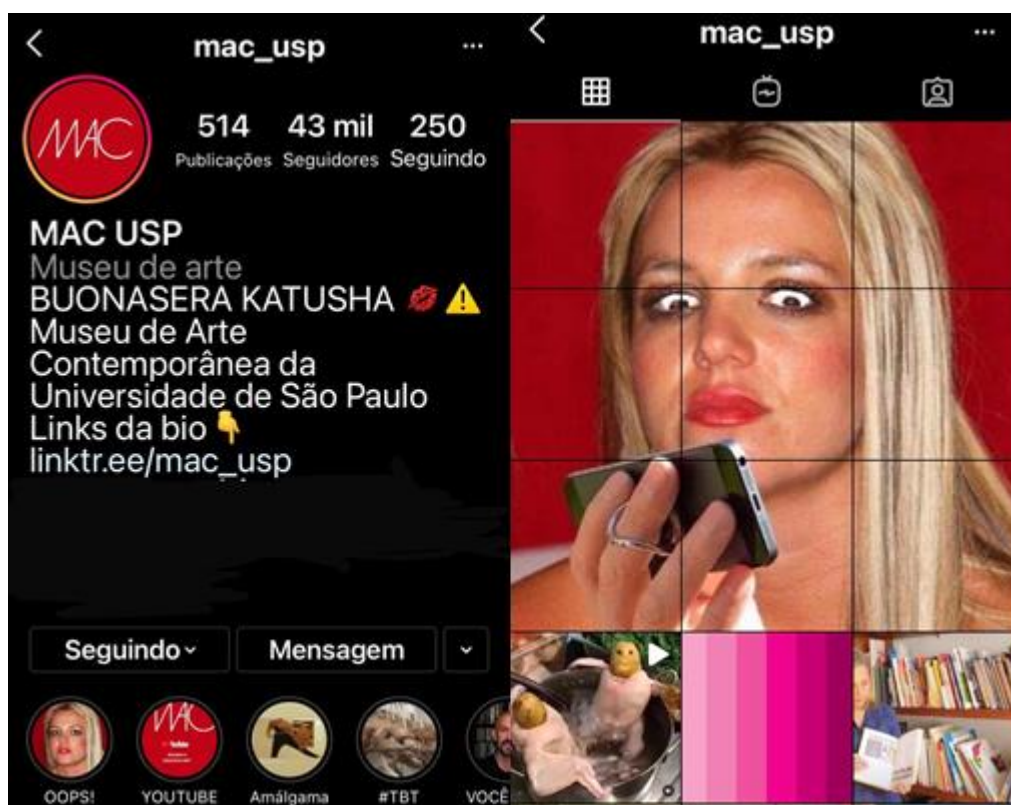 mac_usp
MAC
514 43 mil 250
Publicações Seguidores Seguindo
MAC USP
Museu de arte
BUONASERA KATUSHA 💋 ⚠️
Museu de Arte
Contemporânea da
Universidade de São Paulo
Links da bio 👇
linktr.ee/mac_usp
Seguindo
Mensagem
MAC
OOPS!
YOUTUBE
Amálgama
#TBT
VOCÊ
mac_usp